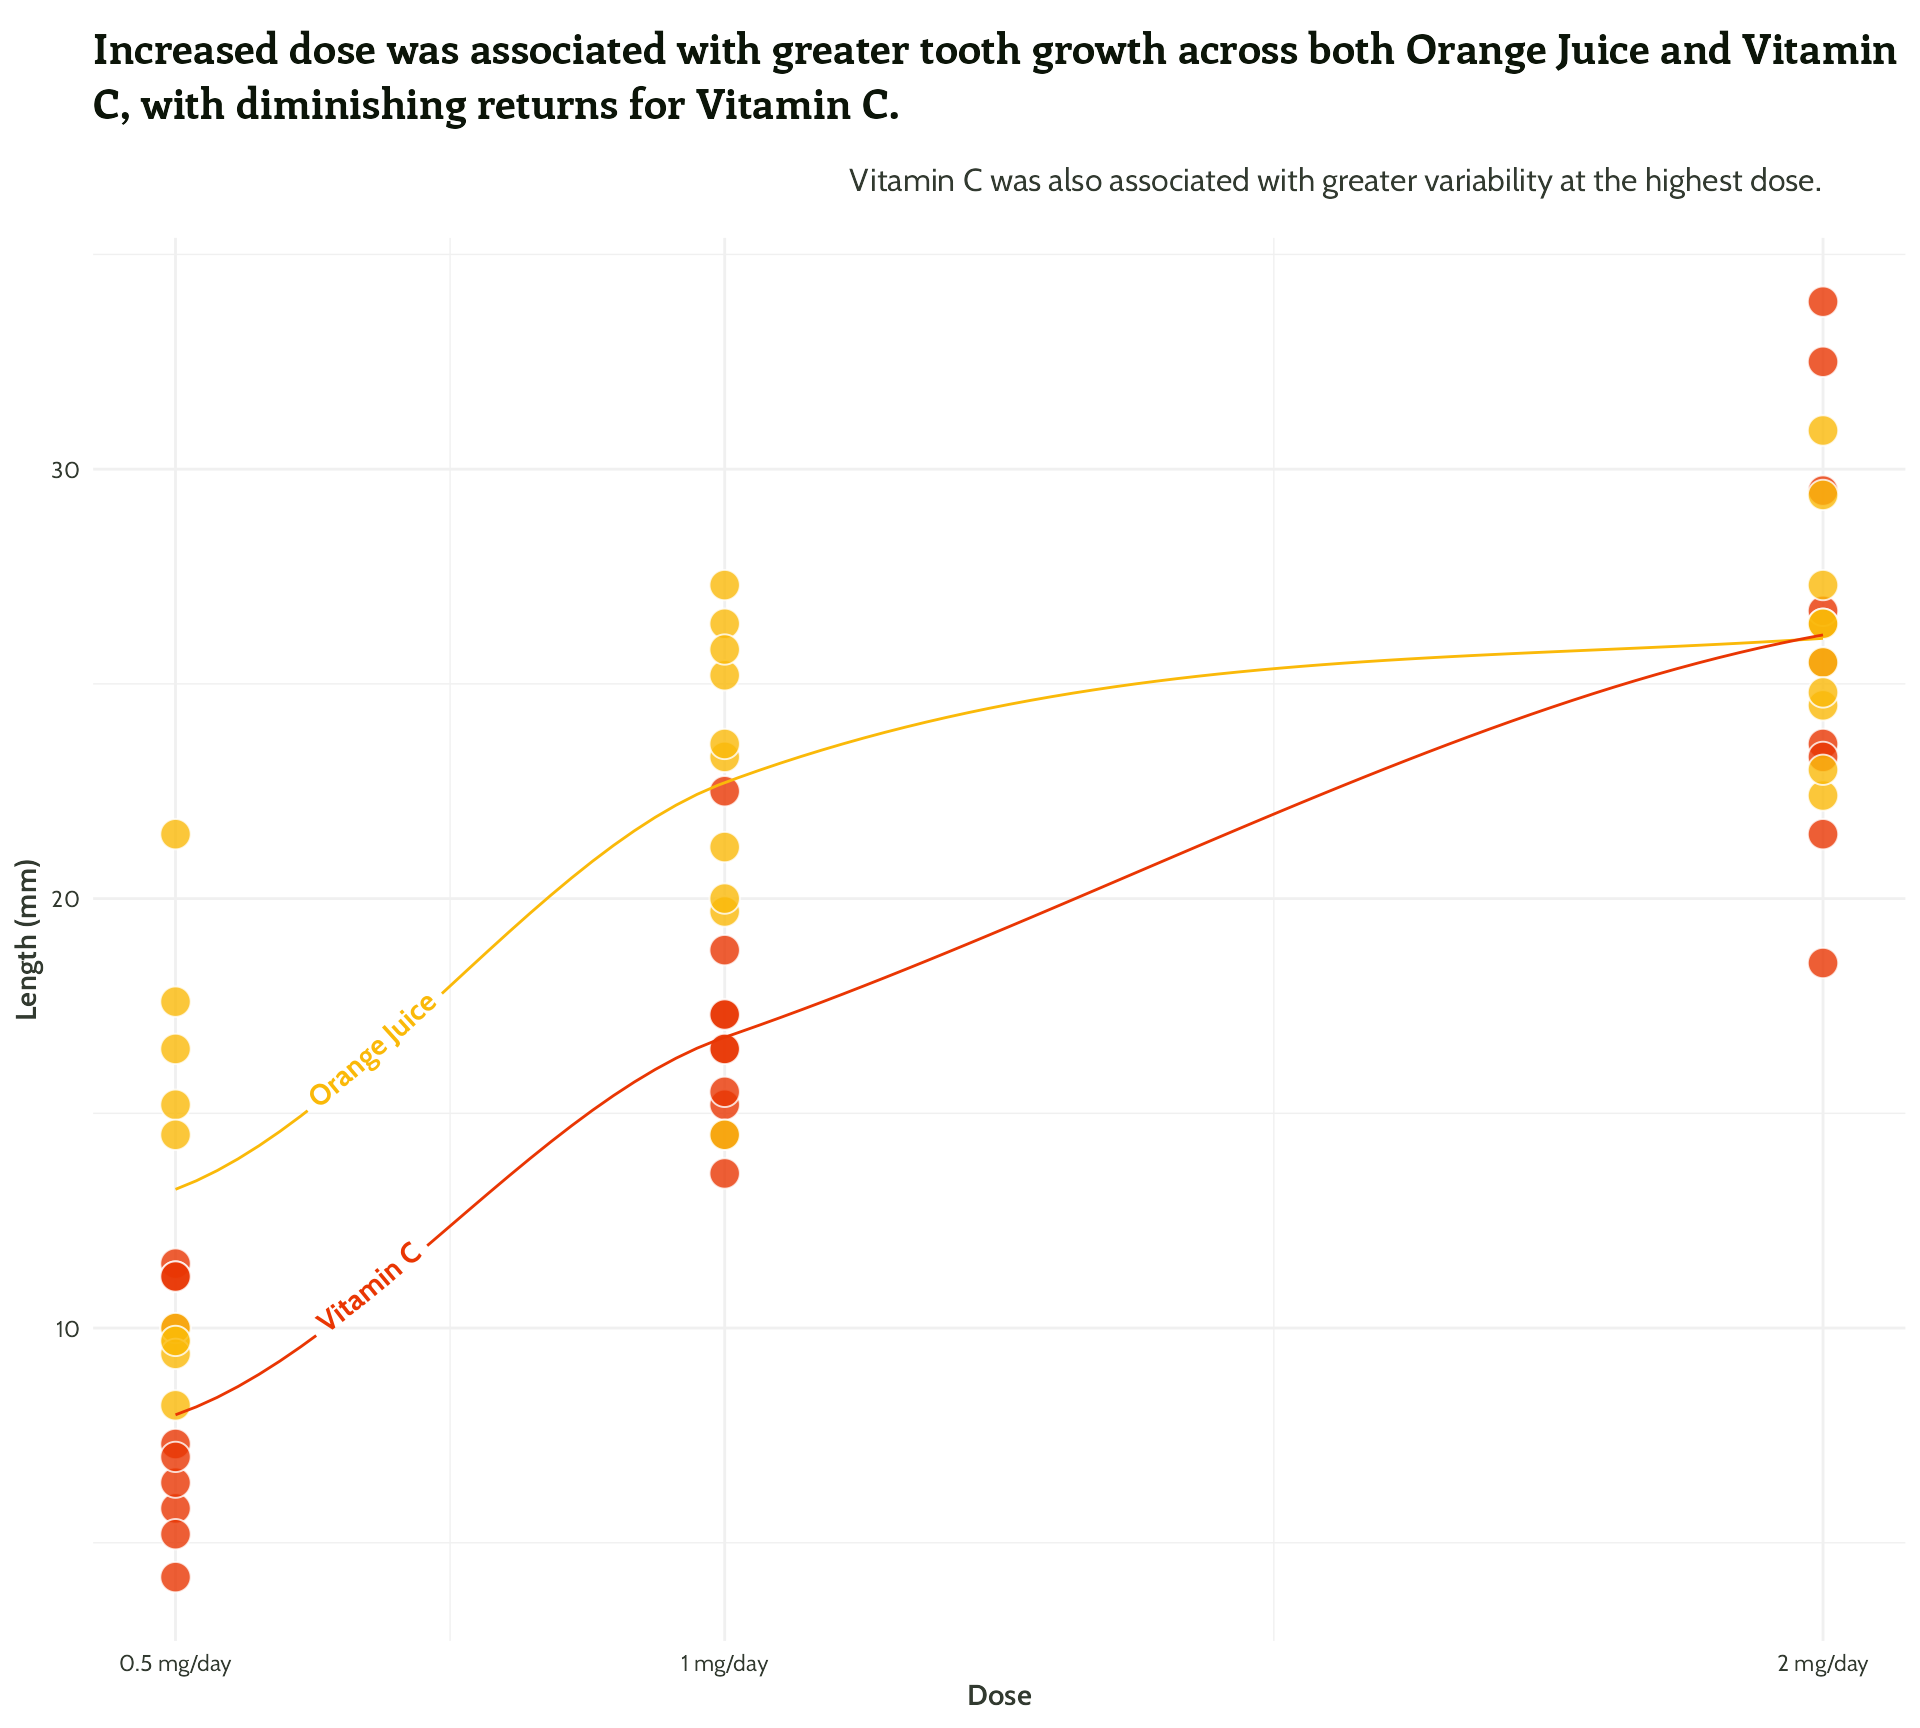 Increased dose was associated with greater tooth growth across both Orange Juice and Vitamin
C, with diminishing returns for Vitamin C.
Vitamin C was also associated with greater variability at the highest dose.
30
20
10
Length (mm)
Orange Juice
Vitamin C
0.5 mg/day
1 mg/day
2 mg/day
Dose